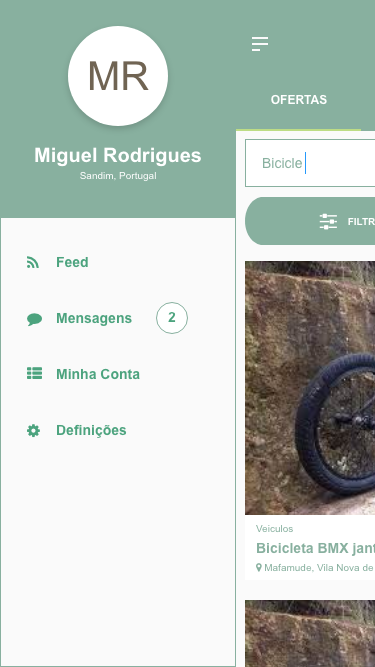 MR
Miguel Rodrigues
Sandim, Portugal
Feed
Mensagens 2
Minha Conta
Definições
OFERTAS
Bicicle
FILTR
Veiculos
Bicicleta BMX jant
Mafamude, Vila Nova de